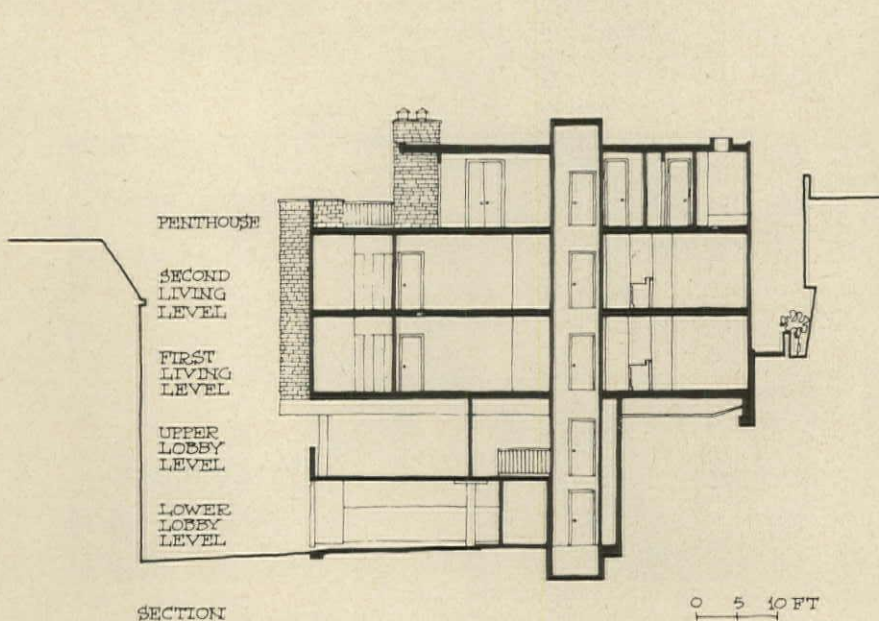 PENTHOUSE
SECOND
LIVING
LEVEL
FIRST
LIVING
LEVEL
UPPER
LOBBY
LEVEL
LOWER
LOBBY
LEVEL
SECTION
0 5 10 FT